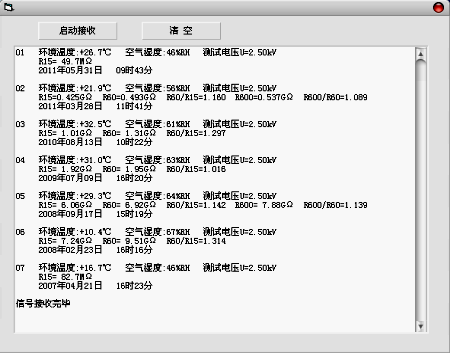 启动接收
清 空
01 环境温度:+26.7℃ 空气湿度:46%RH 测试电压U=2.50kV
R15= 49.7MΩ
2011年05月31日 09时43分
02 环境温度:+21.9℃ 空气湿度:56%RH 测试电压U=2.50kV
R15=0.425GΩ R60=0.493GΩ R60/R15=1.160 R600=0.537GΩ R600/R60=1.089
2011年03月28日 11时41分
03 环境温度:+32.5℃ 空气湿度:61%RH 测试电压U=2.50kV
R15= 1.01GΩ R60= 1.31GΩ R60/R15=1.297
2010年08月13日 10时22分
04 环境温度:+31.0℃ 空气湿度:63%RH 测试电压U=2.50kV
R15= 1.92GΩ R60= 1.95GΩ R60/R15=1.016
2009年07月09日 16时20分
05 环境温度:+29.3℃ 空气湿度:64%RH 测试电压U=2.50kV
R15= 6.06GΩ R60= 6.92GΩ R60/R15=1.142 R600= 7.88GΩ R600/R60=1.139
2008年09月17日 15时19分
06 环境温度:+10.4℃ 空气湿度:67%RH 测试电压U=2.50kV
R15= 7.24GΩ R60= 9.51GΩ R60/R15=1.314
2008年02月23日 16时16分
07 环境温度:+16.7℃ 空气湿度:46%RH 测试电压U=2.50kV
R15= 82.7MΩ
2007年04月21日 16时23分
信号接收完毕